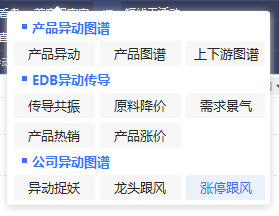 产品异动图谱
产品异动 产品图谱 上下游图谱
EDB异动传导
传导共振 原料降价 需求景气
产品热销 产品涨价
公司异动图谱
异动捉妖 龙头跟风 涨停跟风